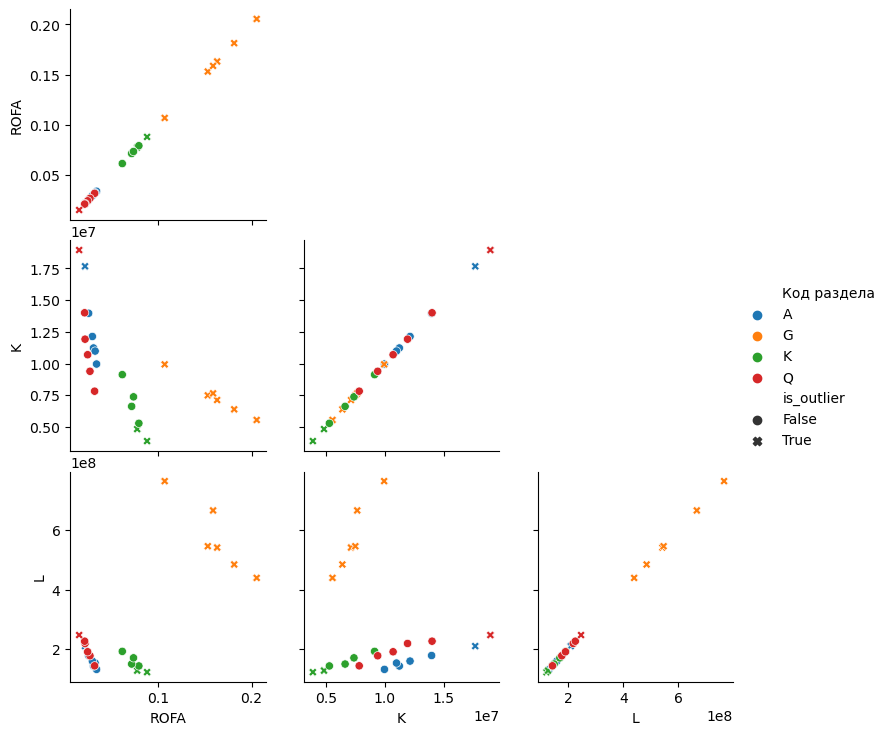 0.20
0.15
0.10
0.05
ROFA
1e7
1.75
1.50
1.25
1.00
0.75
0.50
K
Код раздела
A
G
K
Q
is_outlier
False
True
1e8
6
4
2
L
0.1 0.2
ROFA
0.5 1.0 1.5
K
1e7
2 4 6
L
1e8